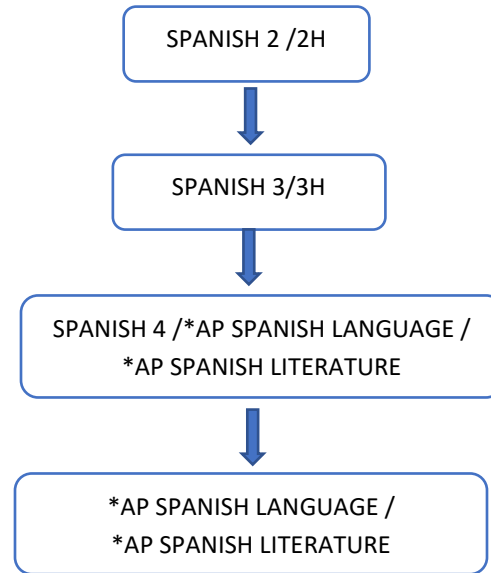 SPANISH 2 /2H
SPANISH 3/3H
SPANISH 4 /*AP SPANISH LANGUAGE /
*AP SPANISH LITERATURE
*AP SPANISH LANGUAGE /
*AP SPANISH LITERATURE